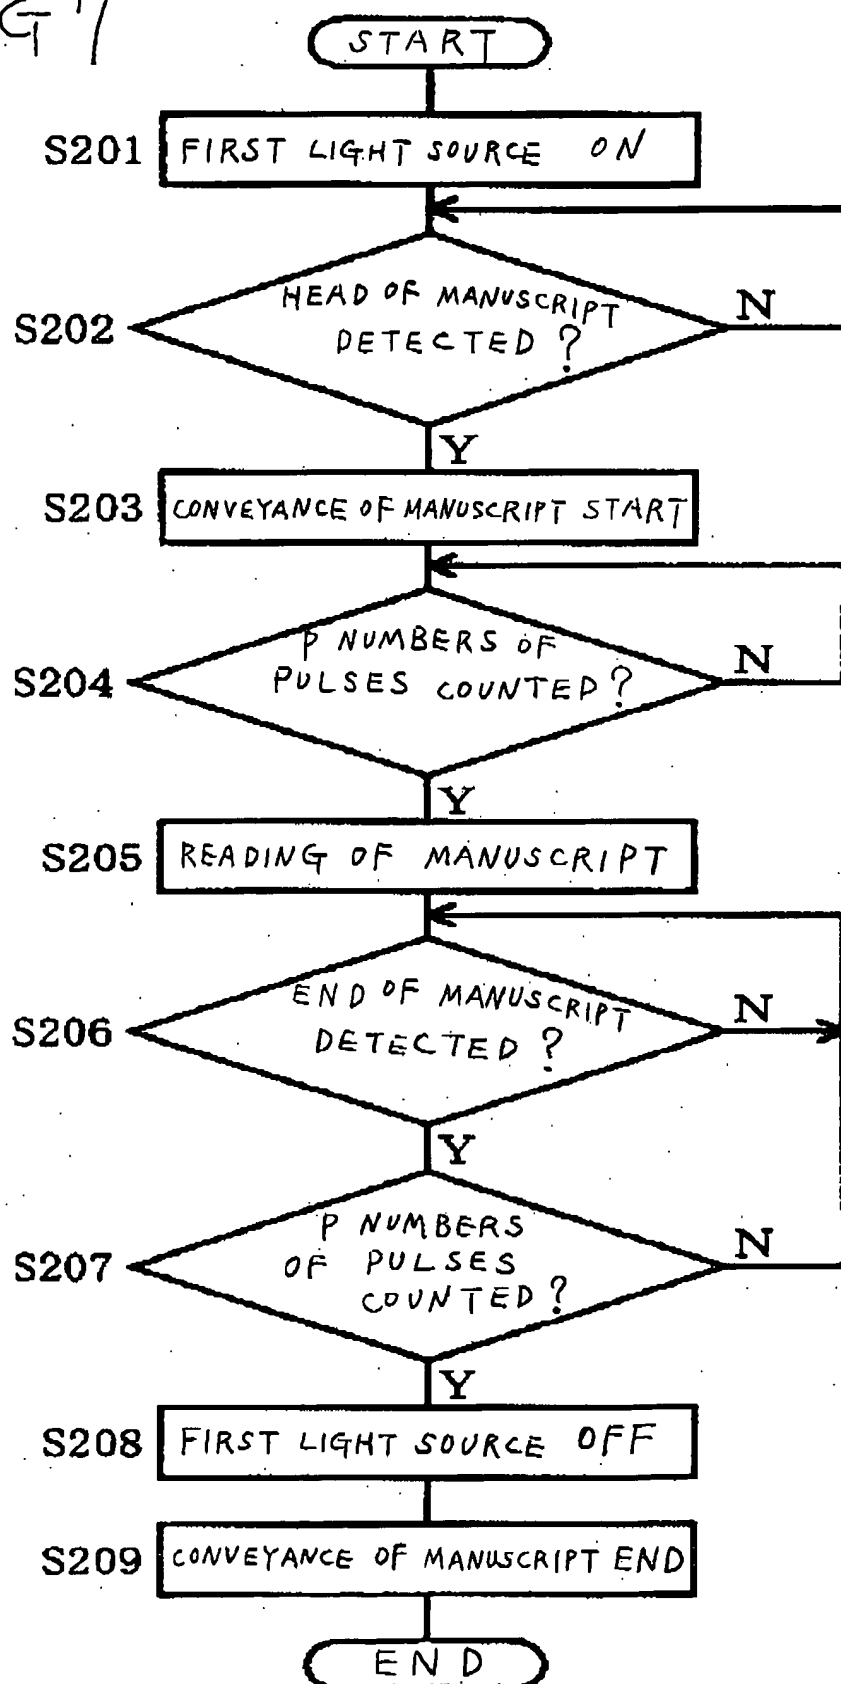 START
S201 FIRST LIGHT SOURCE ON
HEAD OF MANUSCRIPT
S202 DETECTED ? N
Y
S203 CONVEYANCE OF MANUSCRIPT START
P NUMBERS OF
S204 PULSES COUNTED ? N
Y
S205 READING OF MANUSCRIPT
END OF MANUSCRIPT
S206 DETECTED ? N
Y
P NUMBERS
S207 OF PULSES N
COUNTED ?
Y
S208 FIRST LIGHT SOURCE OFF
S209 CONVEYANCE OF MANUSCRIPT END
END